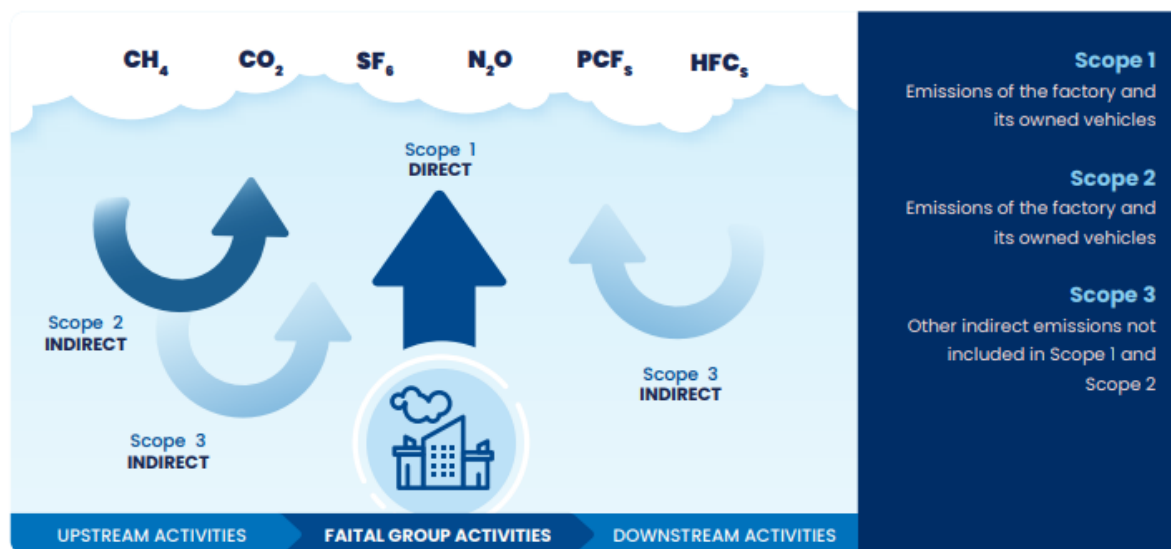 CH₄ CO₂ SF₆ N₂O PCFₛ HFCₛ
Scope 1
DIRECT
Scope 2
INDIRECT
Scope 3
INDIRECT
Scope 3
INDIRECT
UPSTREAM ACTIVITIES
FAITAL GROUP ACTIVITIES
DOWNSTREAM ACTIVITIES
Scope 1
Emissions of the factory and
its owned vehicles
Scope 2
Emissions of the factory and
its owned vehicles
Scope 3
Other indirect emissions not
included in Scope 1 and
Scope 2